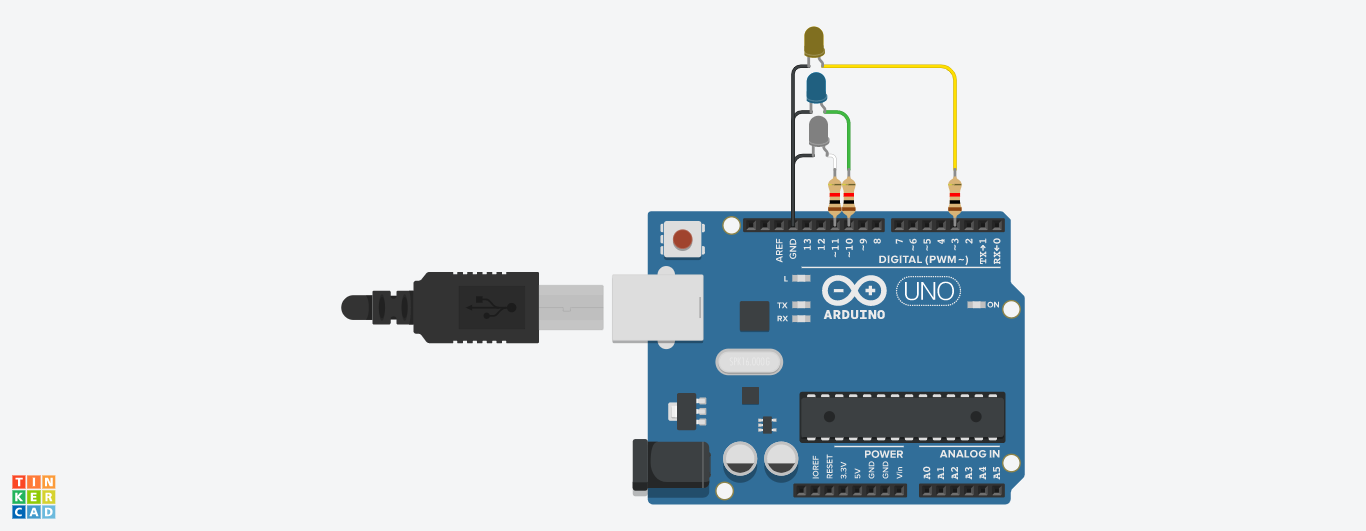 AREF
GND
13
12
~11
~10
~9
8
7
~6
~5
4
~3
2
TX→1
RX←0
DIGITAL (PWM~)
L
TX
RX
ARDUINO
UNO
ON
POWER
ANALOG IN
IOREF
RESET
3.3V
5V
GND
GND
Vin
A0
A1
A2
A3
A4
A5
TIN
KER
CAD